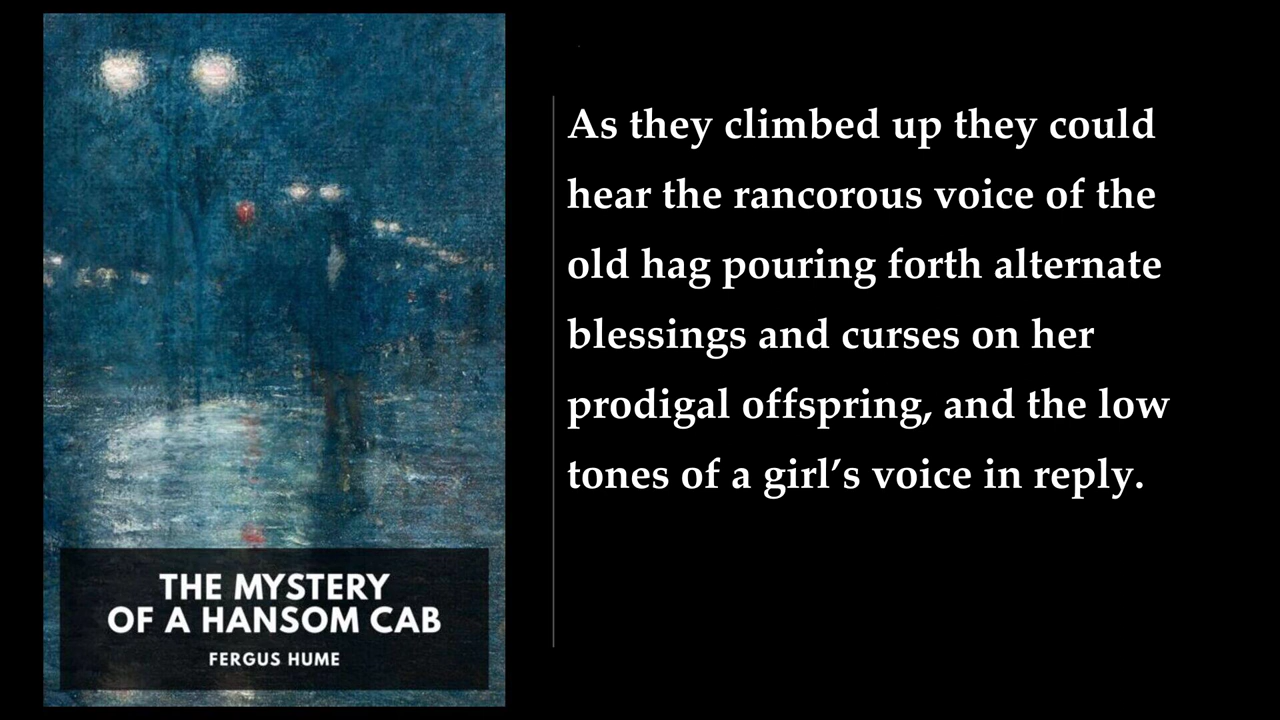 THE MYSTERY
OF A HANSOM CAB
FERGUS HUME
As they climbed up they could
hear the rancorous voice of the
old hag pouring forth alternate
blessings and curses on her
prodigal offspring, and the low
tones of a girl’s voice in reply.